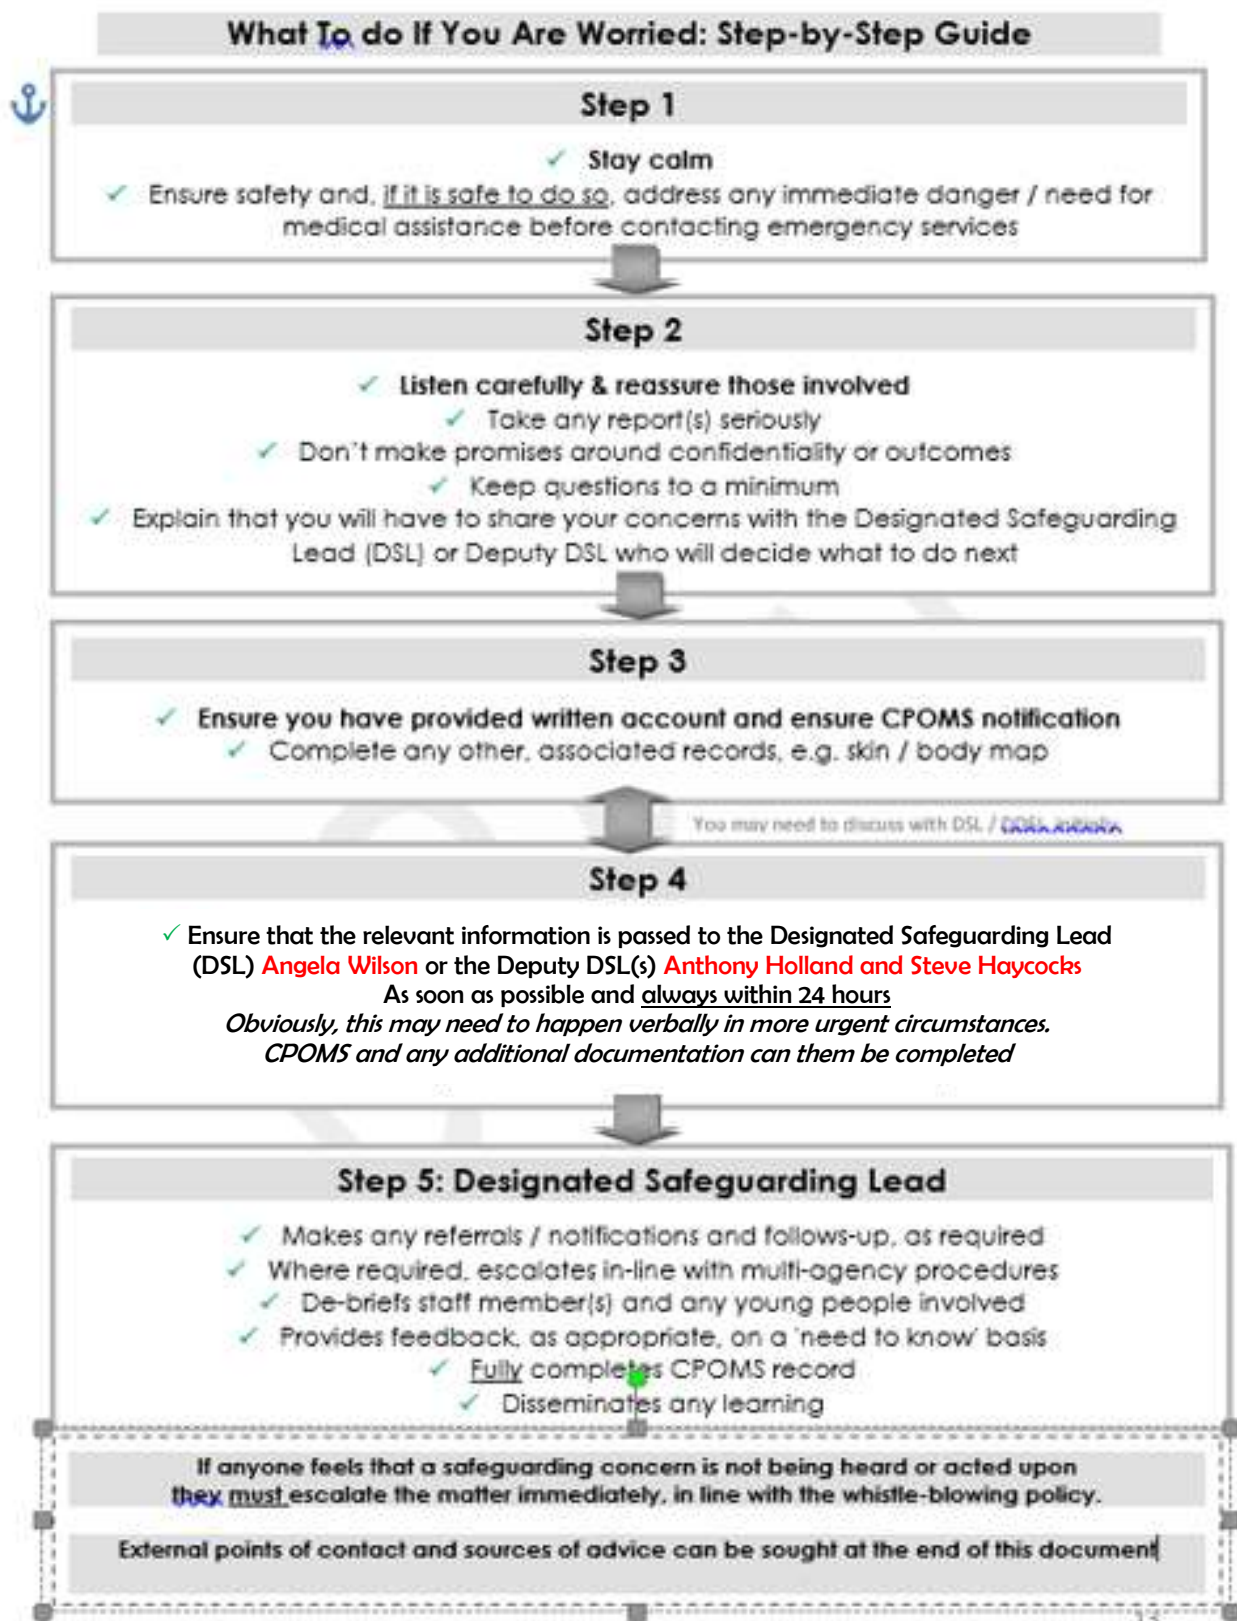 What To do If You Are Worried: Step-by-Step Guide
Step 1
✓ Stay calm
✓ Ensure safety and, if it is safe to do so, address any immediate danger / need for
medical assistance before contacting emergency services
Step 2
✓ Listen carefully & reassure those involved
✓ Take any report(s) seriously
✓ Don't make promises around confidentiality or outcomes
✓ Keep questions to a minimum
✓ Explain that you will have to share your concerns with the Designated Safeguarding
Lead (DSL) or Deputy DSL who will decide what to do next
Step 3
✓ Ensure you have provided written account and ensure CPOMS notification
✓ Complete any other, associated records, e.g. skin / body map
You may need to discuss with DSL / DDSL initially
Step 4
✓ Ensure that the relevant information is passed to the Designated Safeguarding Lead
(DSL) Angela Wilson or the Deputy DSL(s) Anthony Holland and Steve Haycocks
As soon as possible and always within 24 hours
Obviously, this may need to happen verbally in more urgent circumstances.
CPOMS and any additional documentation can them be completed
Step 5: Designated Safeguarding Lead
✓ Makes any referrals / notifications and follows-up, as required
✓ Where required, escalates in-line with multi-agency procedures
✓ De-briefs staff member(s) and any young people involved
✓ Provides feedback, as appropriate, on a 'need to know' basis
✓ Fully completes CPOMS record
✓ Disseminates any learning
If anyone feels that a safeguarding concern is not being heard or acted upon
they must escalate the matter immediately, in line with the whistle-blowing policy.
External points of contact and sources of advice can be sought at the end of this document